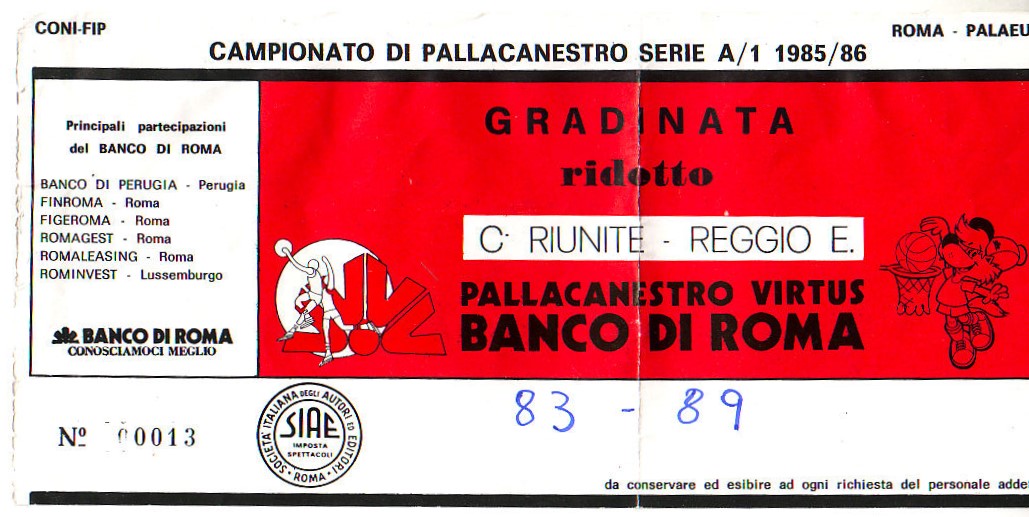 CONI-FIP
ROMA - PALAEU
CAMPIONATO DI PALLACANESTRO SERIE A/1 1985/86
Principali partecipazioni
del BANCO DI ROMA
BANCO DI PERUGIA - Perugia
FINROMA - Roma
FIGEROMA - Roma
ROMAGEST - Roma
ROMALEASING - Roma
ROMINVEST - Lussemburgo
BANCO DI ROMA
CONOSCIAMOCI MEGLIO
GRADINATA
ridotto
C· RIUNITE - REGGIO E.
PALLACANESTRO VIRTUS
BANCO DI ROMA
83 - 89
Nº 00013
SOCIETÀ ITALIANA DEGLI AUTORI ED EDITORI
SIAE
IMPOSTA
SPETTACOLI
· ROMA ·
da conservare ed esibire ad ogni richiesta del personale adde